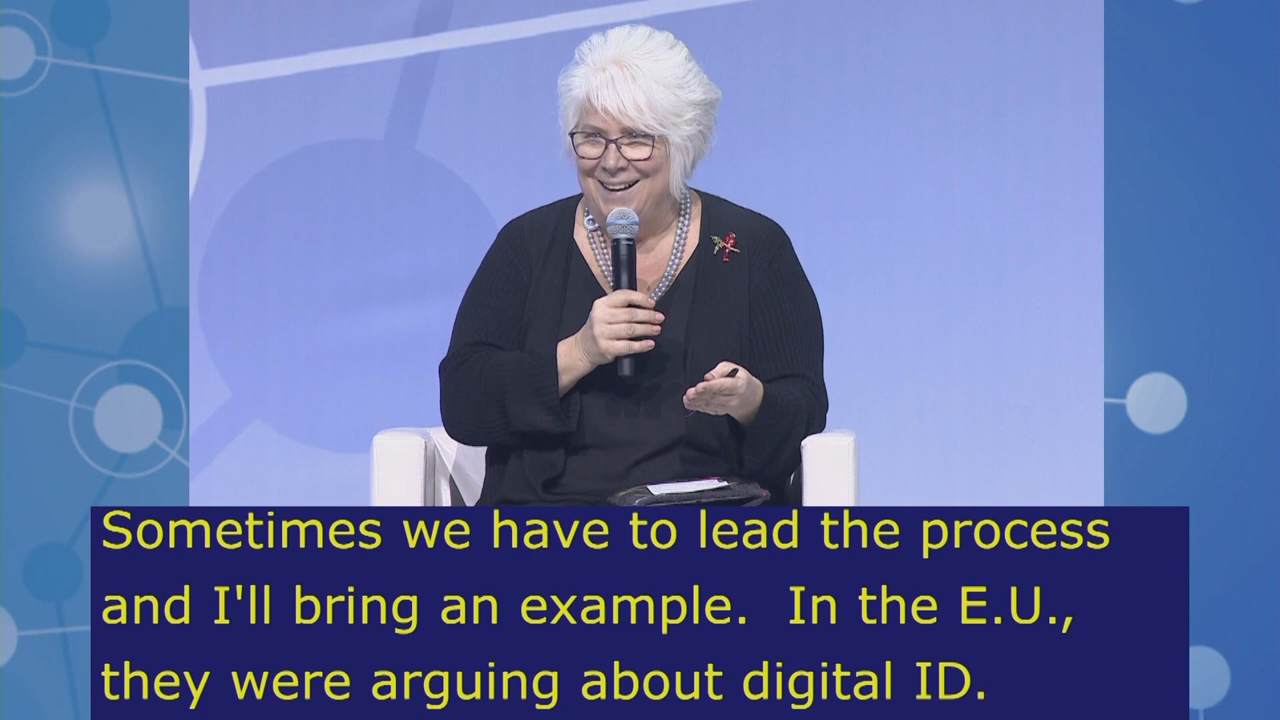 Sometimes we have to lead the process
and I'll bring an example.  In the E.U.,
they were arguing about digital ID.